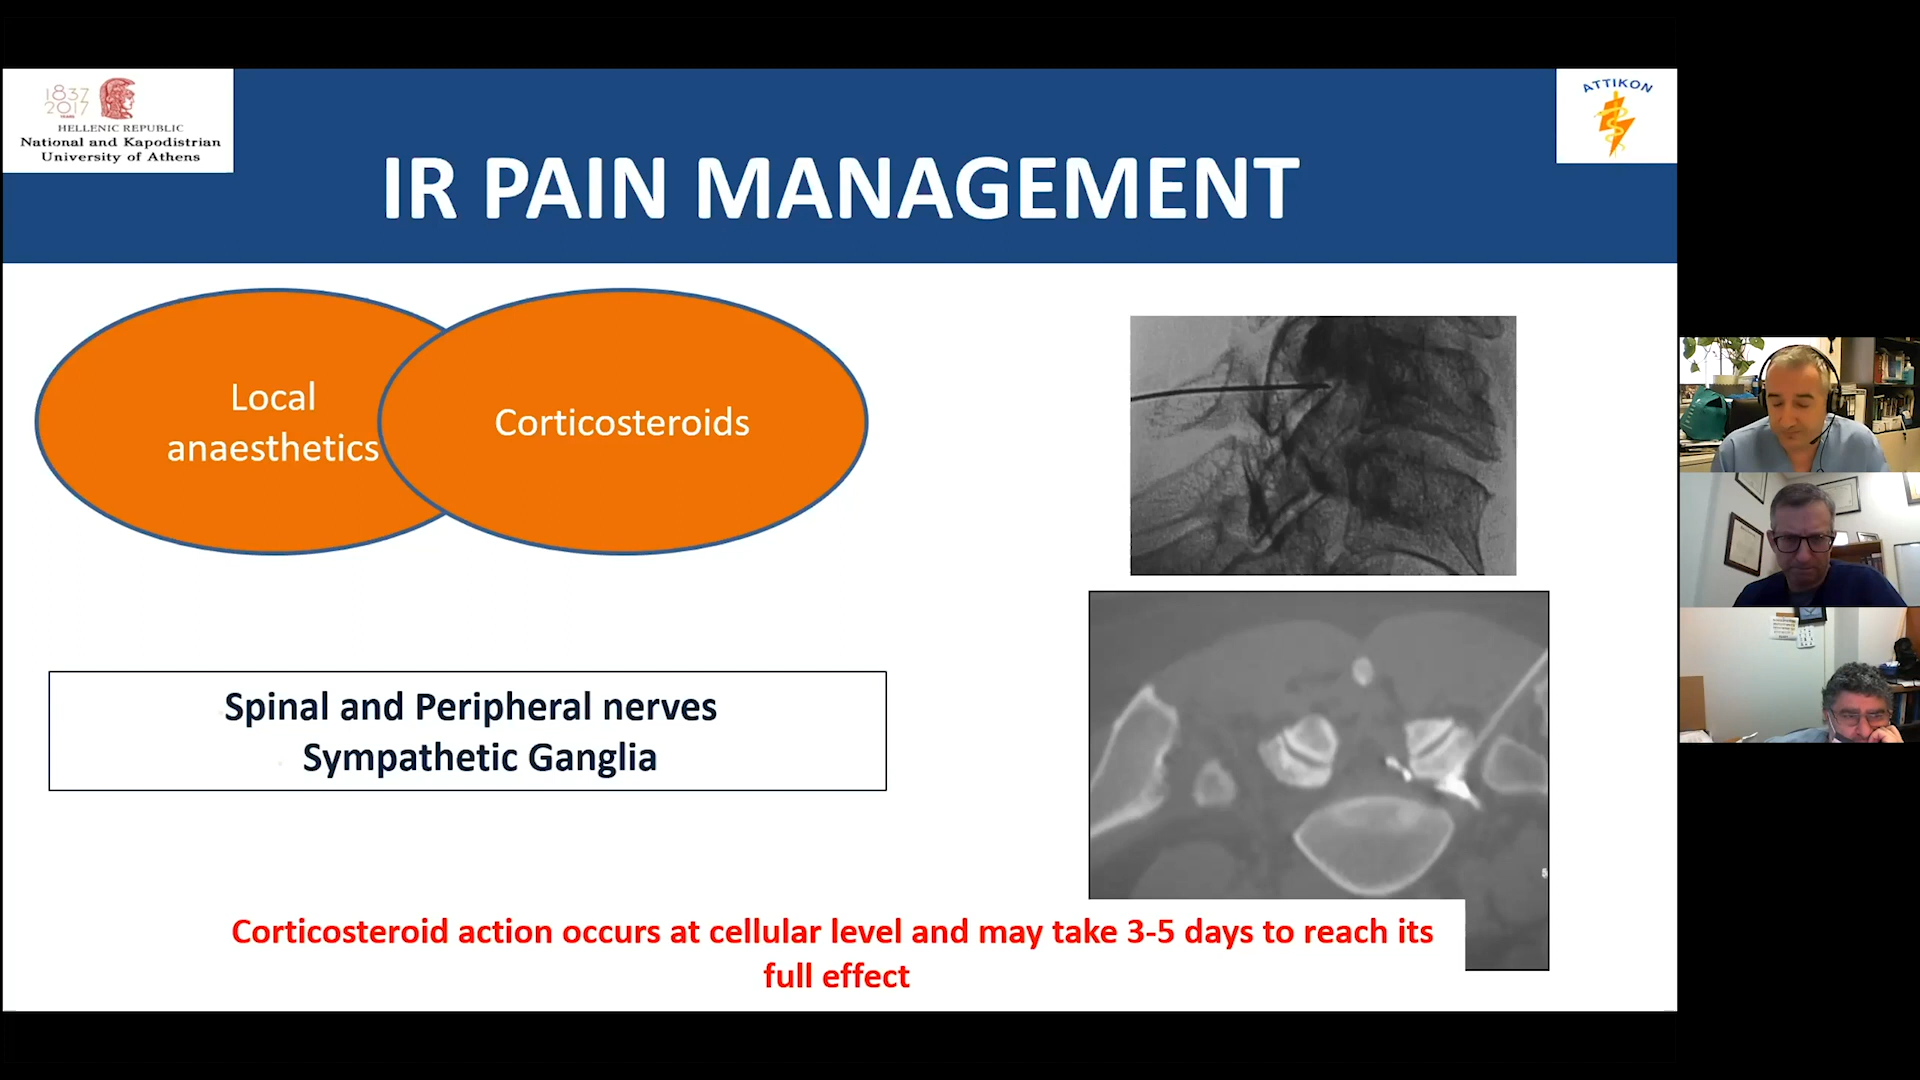 1837
2017
YEARS
HELLENIC REPUBLIC
National and Kapodistrian
University of Athens
ATTIKON
IR PAIN MANAGEMENT
Local
anaesthetics
Corticosteroids
Spinal and Peripheral nerves
Sympathetic Ganglia
Corticosteroid action occurs at cellular level and may take 3-5 days to reach its
full effect